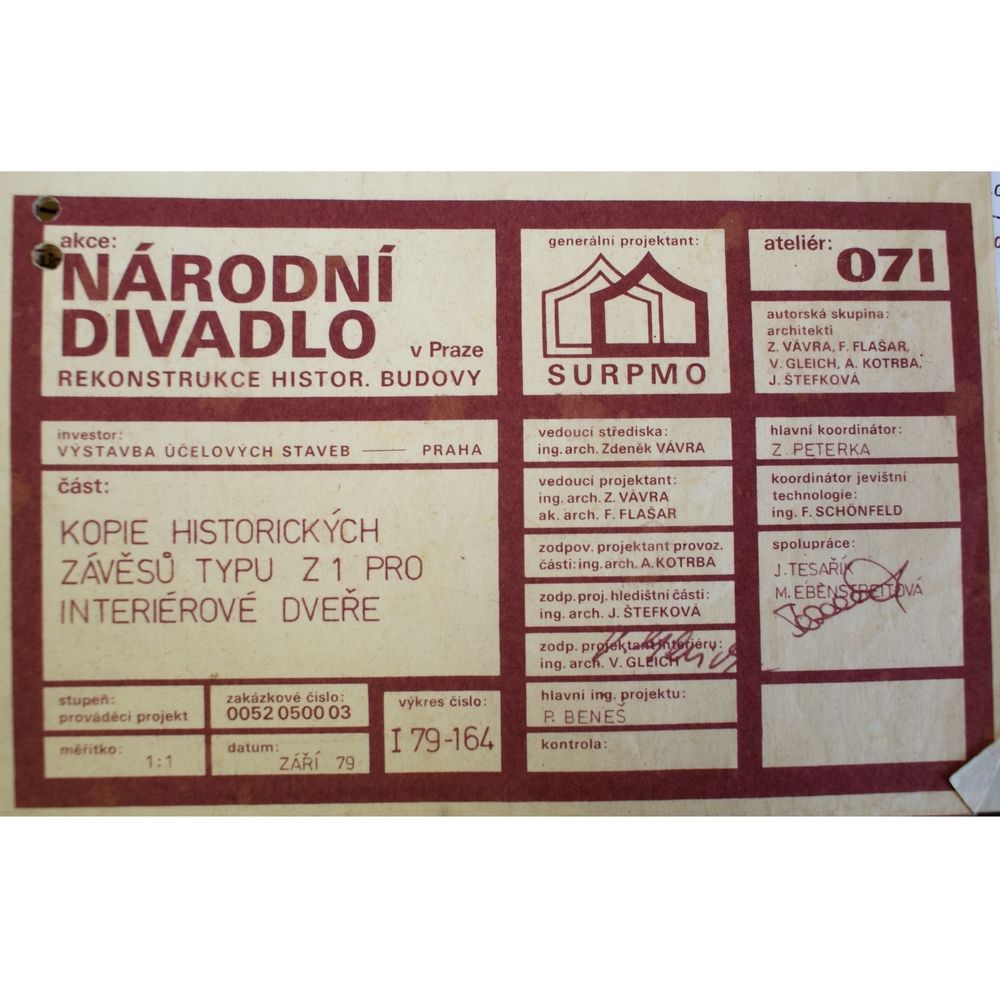 akce:
NÁRODNÍ
DIVADLO v Praze
REKONSTRUKCE HISTOR. BUDOVY
investor:
VÝSTAVBA ÚČELOVÝCH STAVEB — PRAHA
část:
KOPIE HISTORICKÝCH
ZÁVĚSŮ TYPU Z1 PRO
INTERIÉROVÉ DVEŘE
stupeň:
prováděcí projekt
zakázkové číslo:
0052 0500 03
měřítko:
1:1
datum:
ZÁŘÍ 79
výkres číslo:
I 79-164
generální projektant:
SURPMO
vedoucí střediska:
ing.arch. Zdeněk VÁVRA
vedoucí projektant:
ing. arch. Z. VÁVRA
ak. arch. F. FLAŠAR
zodpov. projektant provoz.
části: ing.arch. A.KOTRBA
zodp. proj. hledištní části:
ing. arch. J. ŠTEFKOVÁ
zodp. projektant interiéru:
ing. arch. V. GLEICH
hlavní ing. projektu:
P. BENEŠ
kontrola:
ateliér:
071
autorská skupina:
architekti
Z. VÁVRA, F. FLAŠAR,
V. GLEICH, A. KOTRBA,
J. ŠTEFKOVÁ
hlavní koordinátor:
Z. PETERKA
koordinátor jevištní
technologie:
ing. F. SCHÖNFELD
spolupráce:
J. TESAŘÍK
M. EBENSTREITOVÁ